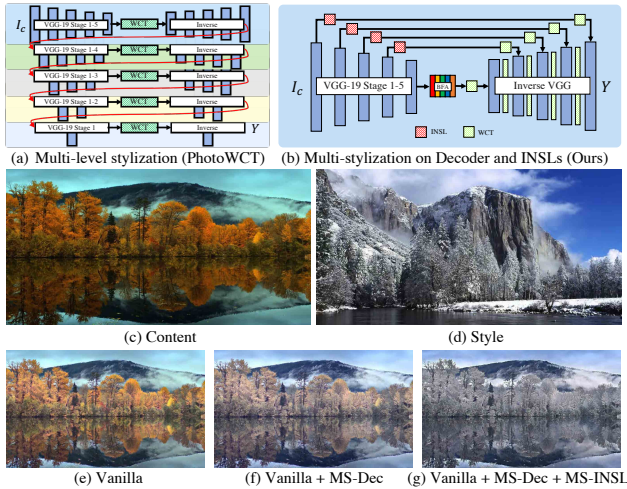 I_c VGG-19 Stage 1-5 WCT Inverse
VGG-19 Stage 1-4 WCT Inverse
VGG-19 Stage 1-3 WCT Inverse
VGG-19 Stage 1-2 WCT Inverse
VGG-19 Stage 1 WCT Inverse Y
(a) Multi-level stylization (PhotoWCT)
I_c VGG-19 Stage 1-5 BFA Inverse VGG Y
INSL WCT
(b) Multi-stylization on Decoder and INSLs (Ours)
(c) Content (d) Style
(e) Vanilla (f) Vanilla + MS-Dec (g) Vanilla + MS-Dec + MS-INSL